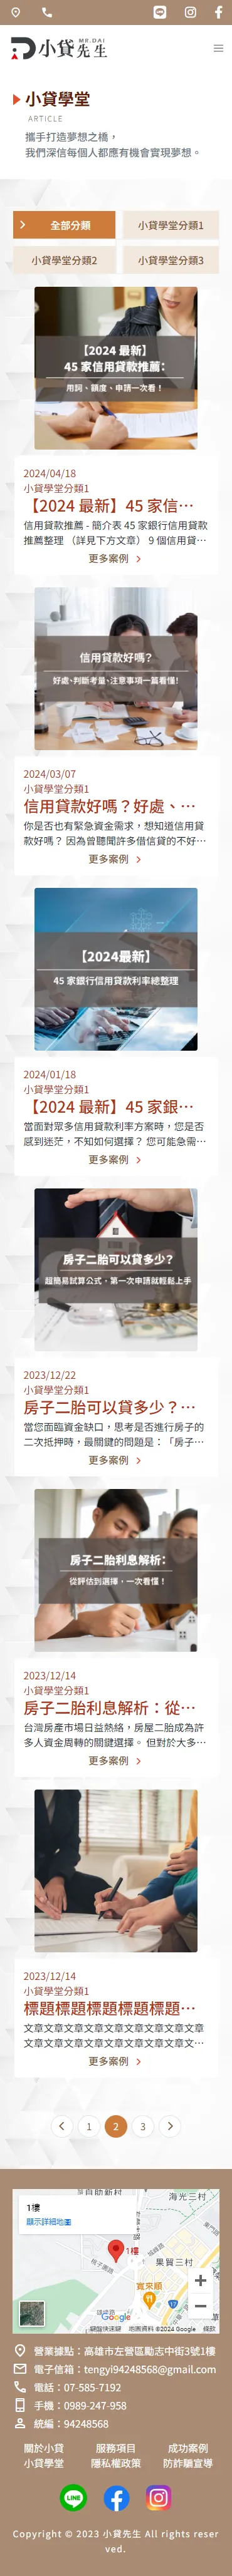 MR.DAI
小貸先生
小貸學堂
ARTICLE
攜手打造夢想之橋，
我們深信每個人都應有機會實現夢想。
全部分類
小貸學堂分類1
小貸學堂分類2
小貸學堂分類3
【2024 最新】
45 家信用貸款推薦：
用詞、額度、申請一次看！
2024/04/18
小貸學堂分類1
【2024 最新】45 家信…
信用貸款推薦 - 簡介表 45 家銀行信用貸款
推薦整理 （詳見下方文章） 9 個信用貸…
更多案例
信用貸款好嗎?
好處、判斷考量、注意事項一篇看懂!
2024/03/07
小貸學堂分類1
信用貸款好嗎？好處、…
你是否也有緊急資金需求，想知道信用貸
款好嗎？ 因為曾聽聞許多借信貸的不好…
更多案例
【2024最新】
45 家銀行信用貸款利率總整理
2024/01/18
小貸學堂分類1
【2024 最新】45 家銀…
當面對眾多信用貸款利率方案時，您是否
感到迷茫，不知如何選擇？ 您可能急需…
更多案例
房子二胎可以貸多少?
超簡易試算公式，第一次申請就輕鬆上手
2023/12/22
小貸學堂分類1
房子二胎可以貸多少？…
當您面臨資金缺口，思考是否進行房子的
二次抵押時，最關鍵的問題是：「房子…
更多案例
房子二胎利息解析：
從評估到選擇，一次看懂！
2023/12/14
小貸學堂分類1
房子二胎利息解析：從…
台灣房產市場日益熱絡，房屋二胎成為許
多人資金周轉的關鍵選擇。 但對於大多…
更多案例
2023/12/14
小貸學堂分類1
標題標題標題標題標題…
文章文章文章文章文章文章文章文章文章
文章文章文章文章文章文章文章文章文…
更多案例
1
2
3
自助新村
海光三村
1樓
顯示詳細地圖
1樓
果貿三村
寬來順
Google
鍵盤快速鍵
地圖資料 ©2024 Google
條款
營業據點：高雄市左營區勵志中街3號1樓
電子信箱：tengyi94248568@gmail.com
電話：07-585-7192
手機：0989-247-958
統編：94248568
關於小貸
服務項目
成功案例
小貸學堂
隱私權政策
防詐騙宣導
LINE
Copyright © 2023 小貸先生 All rights reser
ved.